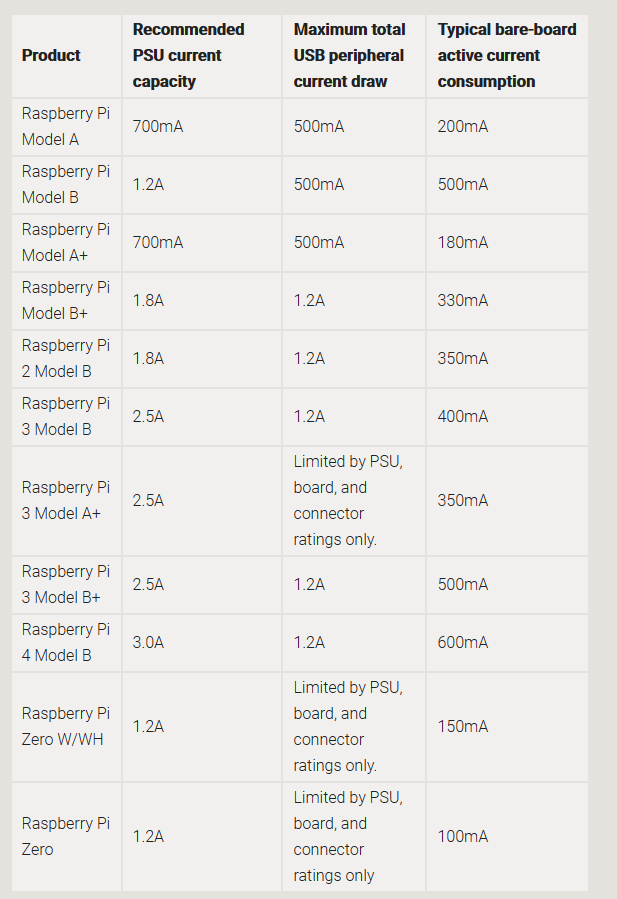 Product
Recommended
PSU current
capacity
Maximum total
USB peripheral
current draw
Typical bare-board
active current
consumption
Raspberry Pi
Model A
700mA
500mA
200mA
Raspberry Pi
Model B
1.2A
500mA
500mA
Raspberry Pi
Model A+
700mA
500mA
180mA
Raspberry Pi
Model B+
1.8A
1.2A
330mA
Raspberry Pi
2 Model B
1.8A
1.2A
350mA
Raspberry Pi
3 Model B
2.5A
1.2A
400mA
Raspberry Pi
3 Model A+
2.5A
Limited by PSU,
board, and
connector
ratings only.
350mA
Raspberry Pi
3 Model B+
2.5A
1.2A
500mA
Raspberry Pi
4 Model B
3.0A
1.2A
600mA
Raspberry Pi
Zero W/WH
1.2A
Limited by PSU,
board, and
connector
ratings only.
150mA
Raspberry Pi
Zero
1.2A
Limited by PSU,
board, and
connector
ratings only
100mA